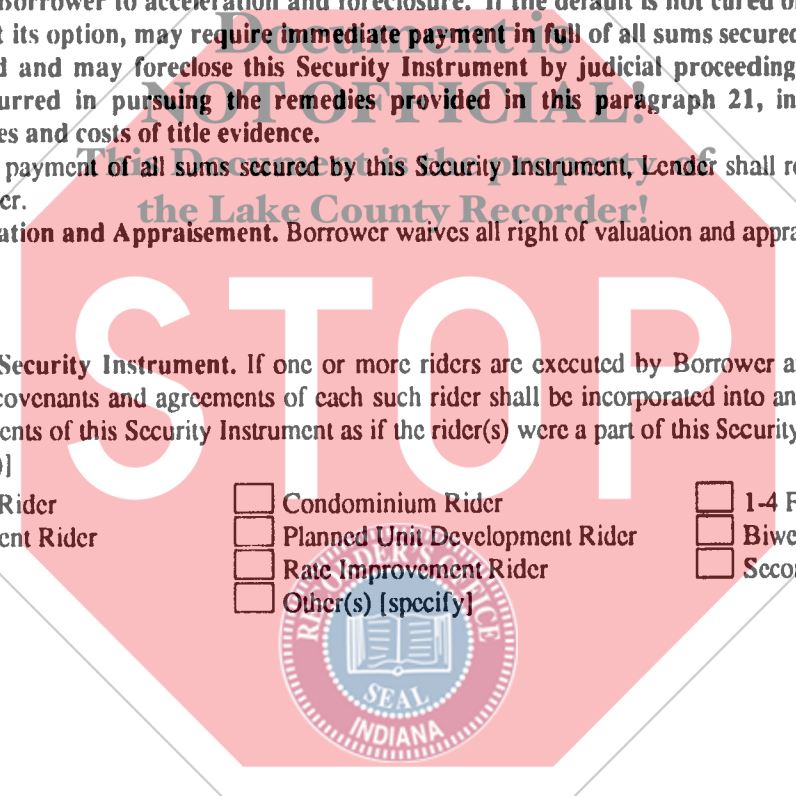 Borrower to acceleration and foreclosure. If the default is not cured o
t its option, may require immediate payment in full of all sums secured
Document is
d and may foreclose this Security Instrument by judicial proceeding
urred in pursuing the remedies provided in this paragraph 21, in
NOT OFFICIAL!
es and costs of title evidence.
payment of all sums secured by this Security Instrument, Lender shall re
This Document is the property of
er.
the Lake County Recorder!
ation and Appraisement. Borrower waives all right of valuation and appra
STOP
Security Instrument. If one or more riders are executed by Borrower a
covenants and agreements of each such rider shall be incorporated into an
ents of this Security Instrument as if the rider(s) were a part of this Security
)]
Rider Condominium Rider 1-4 F
ent Rider Planned Unit Development Rider Biwe
Rate Improvement Rider Secon
Other(s) [specify]
RECORDER'S OFFICE
SEAL
INDIANA